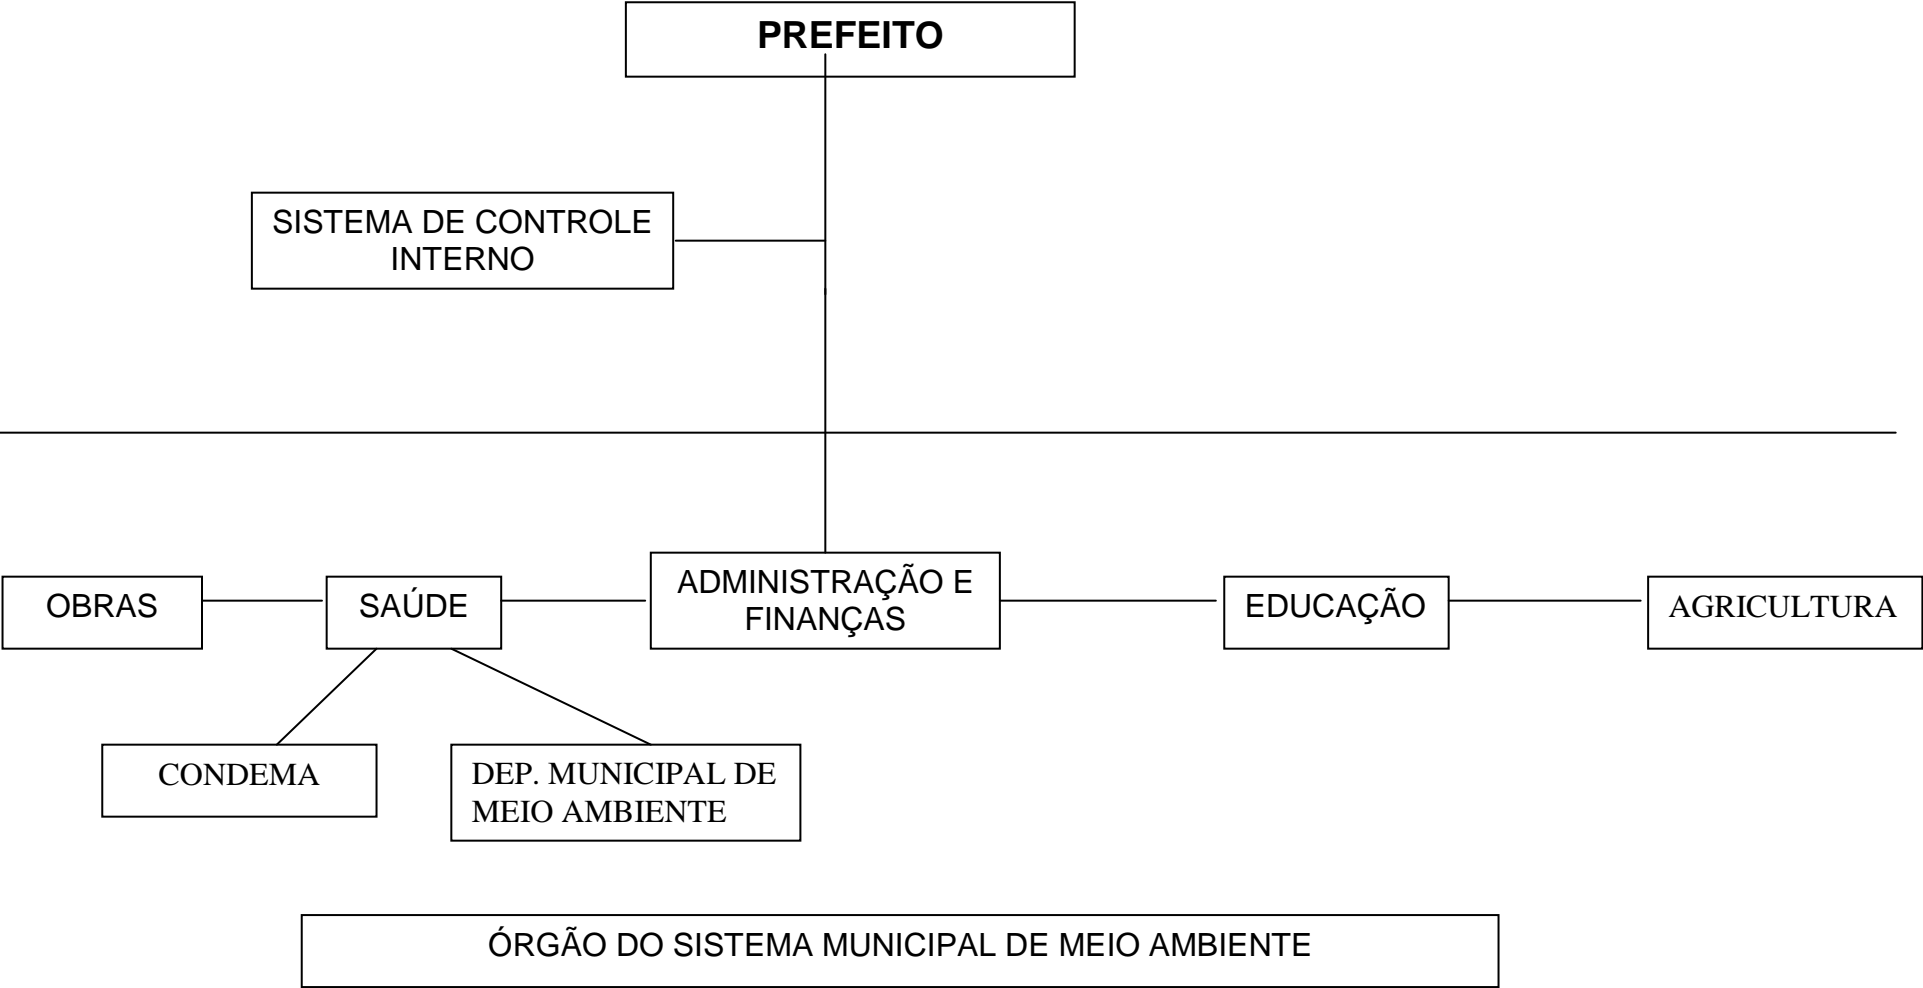 PREFEITO
SISTEMA DE CONTROLE
INTERNO
OBRAS
SAÚDE
ADMINISTRAÇÃO E
FINANÇAS
EDUCAÇÃO
AGRICULTURA
CONDEMA
DEP. MUNICIPAL DE
MEIO AMBIENTE
ÓRGÃO DO SISTEMA MUNICIPAL DE MEIO AMBIENTE